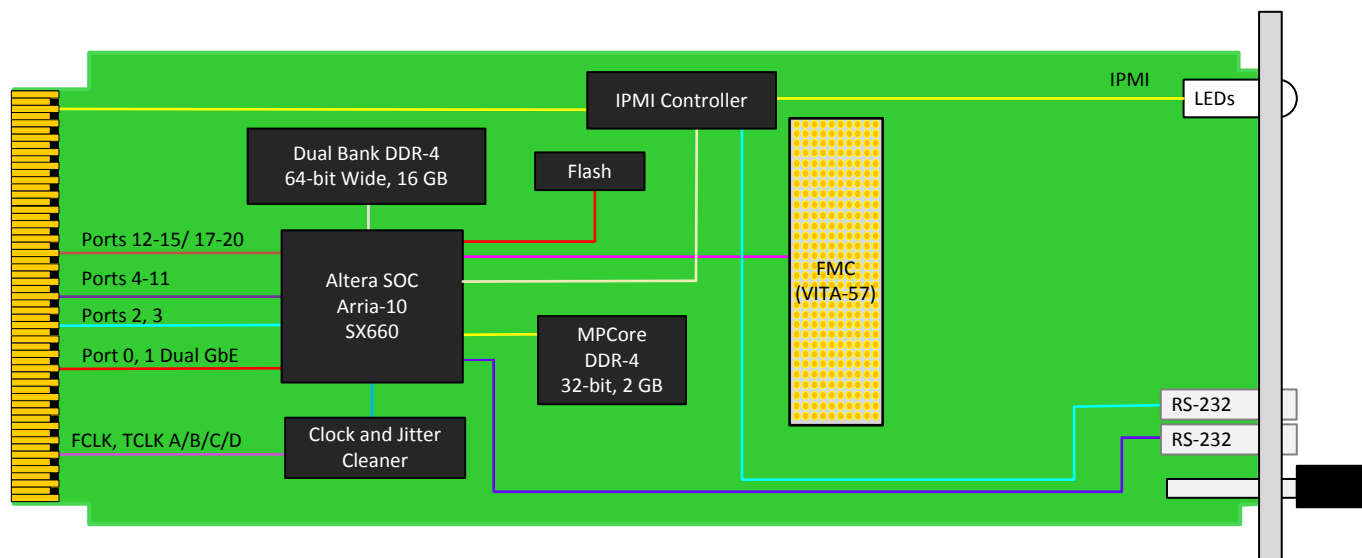 IPMI
LEDs
IPMI Controller
Dual Bank DDR-4
64-bit Wide, 16 GB
Flash
Ports 12-15/ 17-20
Ports 4-11
Ports 2, 3
Port 0, 1 Dual GbE
FCLK, TCLK A/B/C/D
Altera SOC
Arria-10
SX660
FMC
(VITA-57)
MPCore
DDR-4
32-bit, 2 GB
Clock and Jitter
Cleaner
RS-232
RS-232